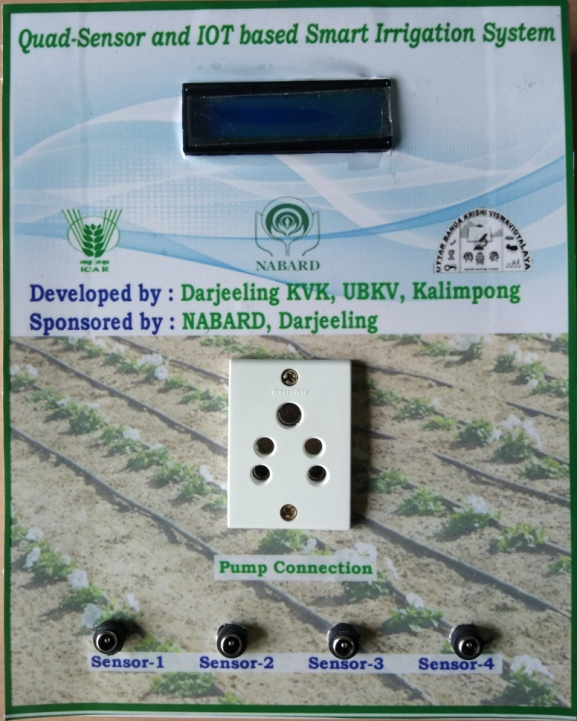 Quad-Sensor and IOT based Smart Irrigation System
ICAR
NABARD
UTTAR BANGA KRISHI VISWAVIDYALAYA
Developed by : Darjeeling KVK, UBKV, Kalimpong
Sponsored by : NABARD, Darjeeling
Pump Connection
Sensor-1 Sensor-2 Sensor-3 Sensor-4